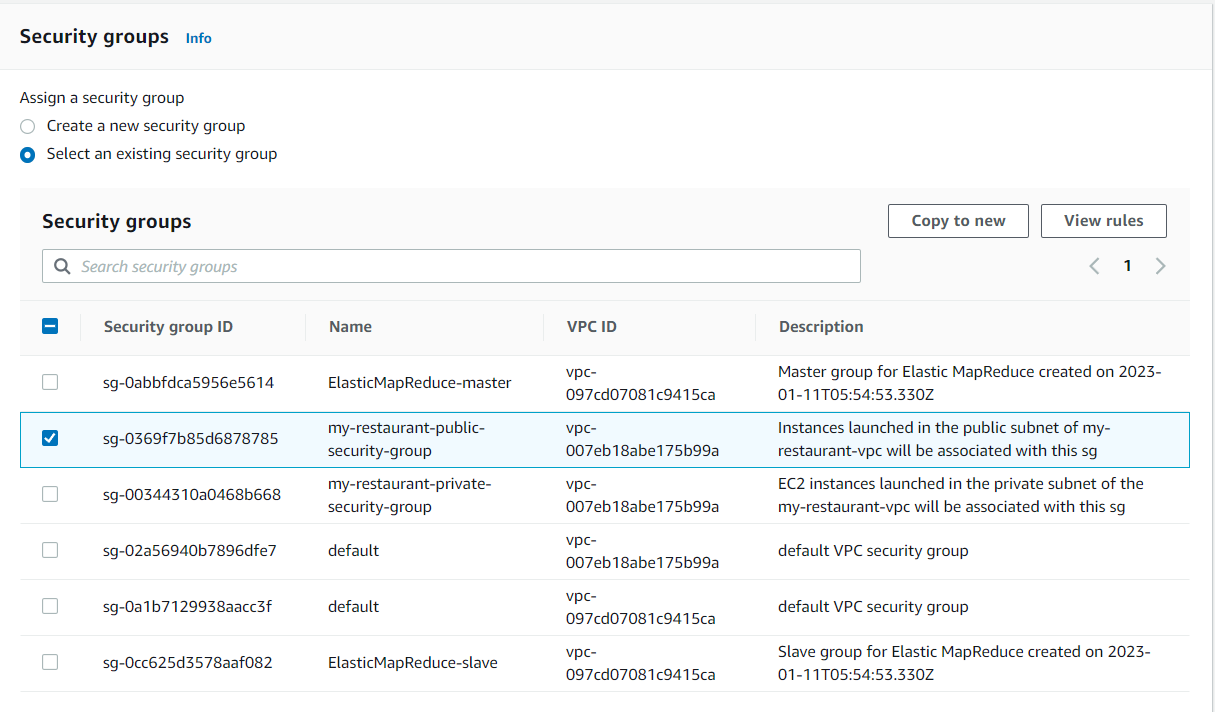 Security groups Info
Assign a security group
Create a new security group
Select an existing security group
Security groups
Copy to new
View rules
Search security groups
1
Security group ID Name VPC ID Description
sg-0abbfdca5956e5614 ElasticMapReduce-master vpc- Master group for Elastic MapReduce created on 2023-
097cd07081c9415ca 01-11T05:54:53.330Z
sg-0369f7b85d6878785 my-restaurant-public- vpc- Instances launched in the public subnet of my-
security-group 007eb18abe175b99a restaurant-vpc will be associated with this sg
sg-00344310a0468b668 my-restaurant-private- vpc- EC2 instances launched in the private subnet of the
security-group 007eb18abe175b99a my-restaurant-vpc will be associated with this sg
sg-02a56940b7896dfe7 default vpc- default VPC security group
007eb18abe175b99a
sg-0a1b7129938aacc3f default vpc- default VPC security group
097cd07081c9415ca
sg-0cc625d3578aaf082 ElasticMapReduce-slave vpc- Slave group for Elastic MapReduce created on 2023-
097cd07081c9415ca 01-11T05:54:53.330Z